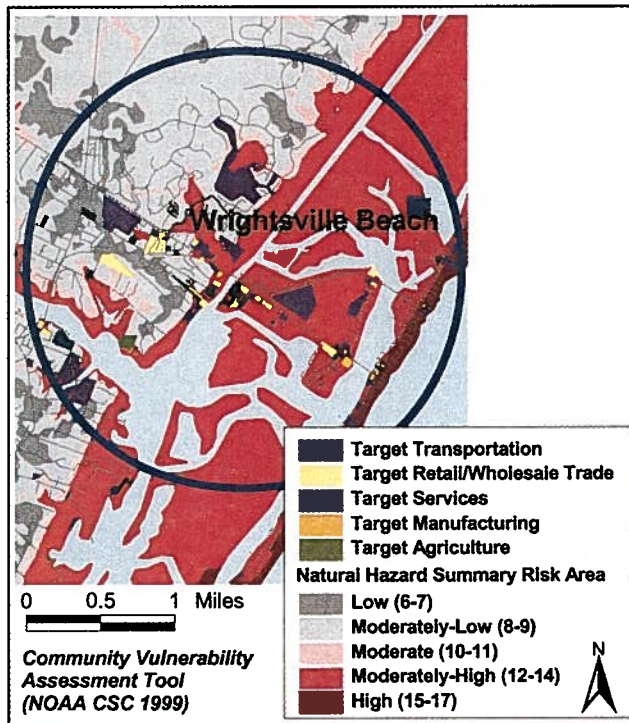 Wrightsville Beach
Target Transportation
Target Retail/Wholesale Trade
Target Services
Target Manufacturing
Target Agriculture
Natural Hazard Summary Risk Area
Low (6-7)
Moderately-Low (8-9)
Moderate (10-11)
Moderately-High (12-14)
High (15-17)
0 0.5 1 Miles
Community Vulnerability
Assessment Tool
(NOAA CSC 1999)
N